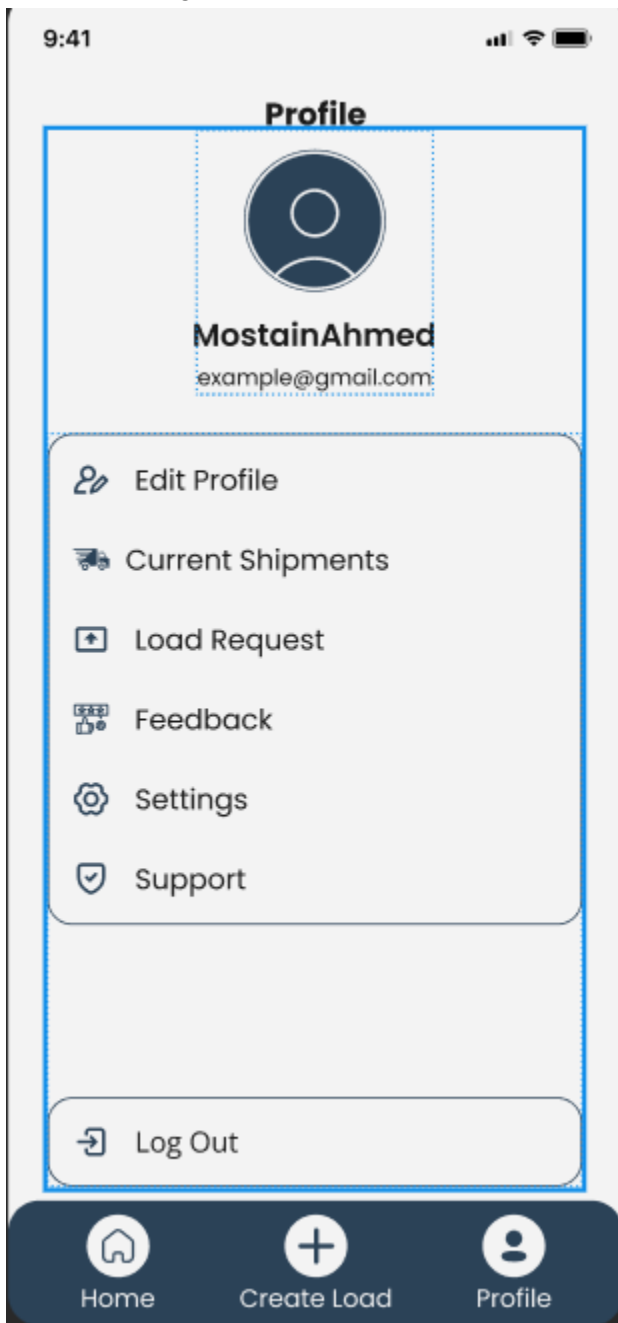 9:41
Profile
MostainAhmed
example@gmail.com
Edit Profile
Current Shipments
Load Request
Feedback
Settings
Support
Log Out
Home
Create Load
Profile